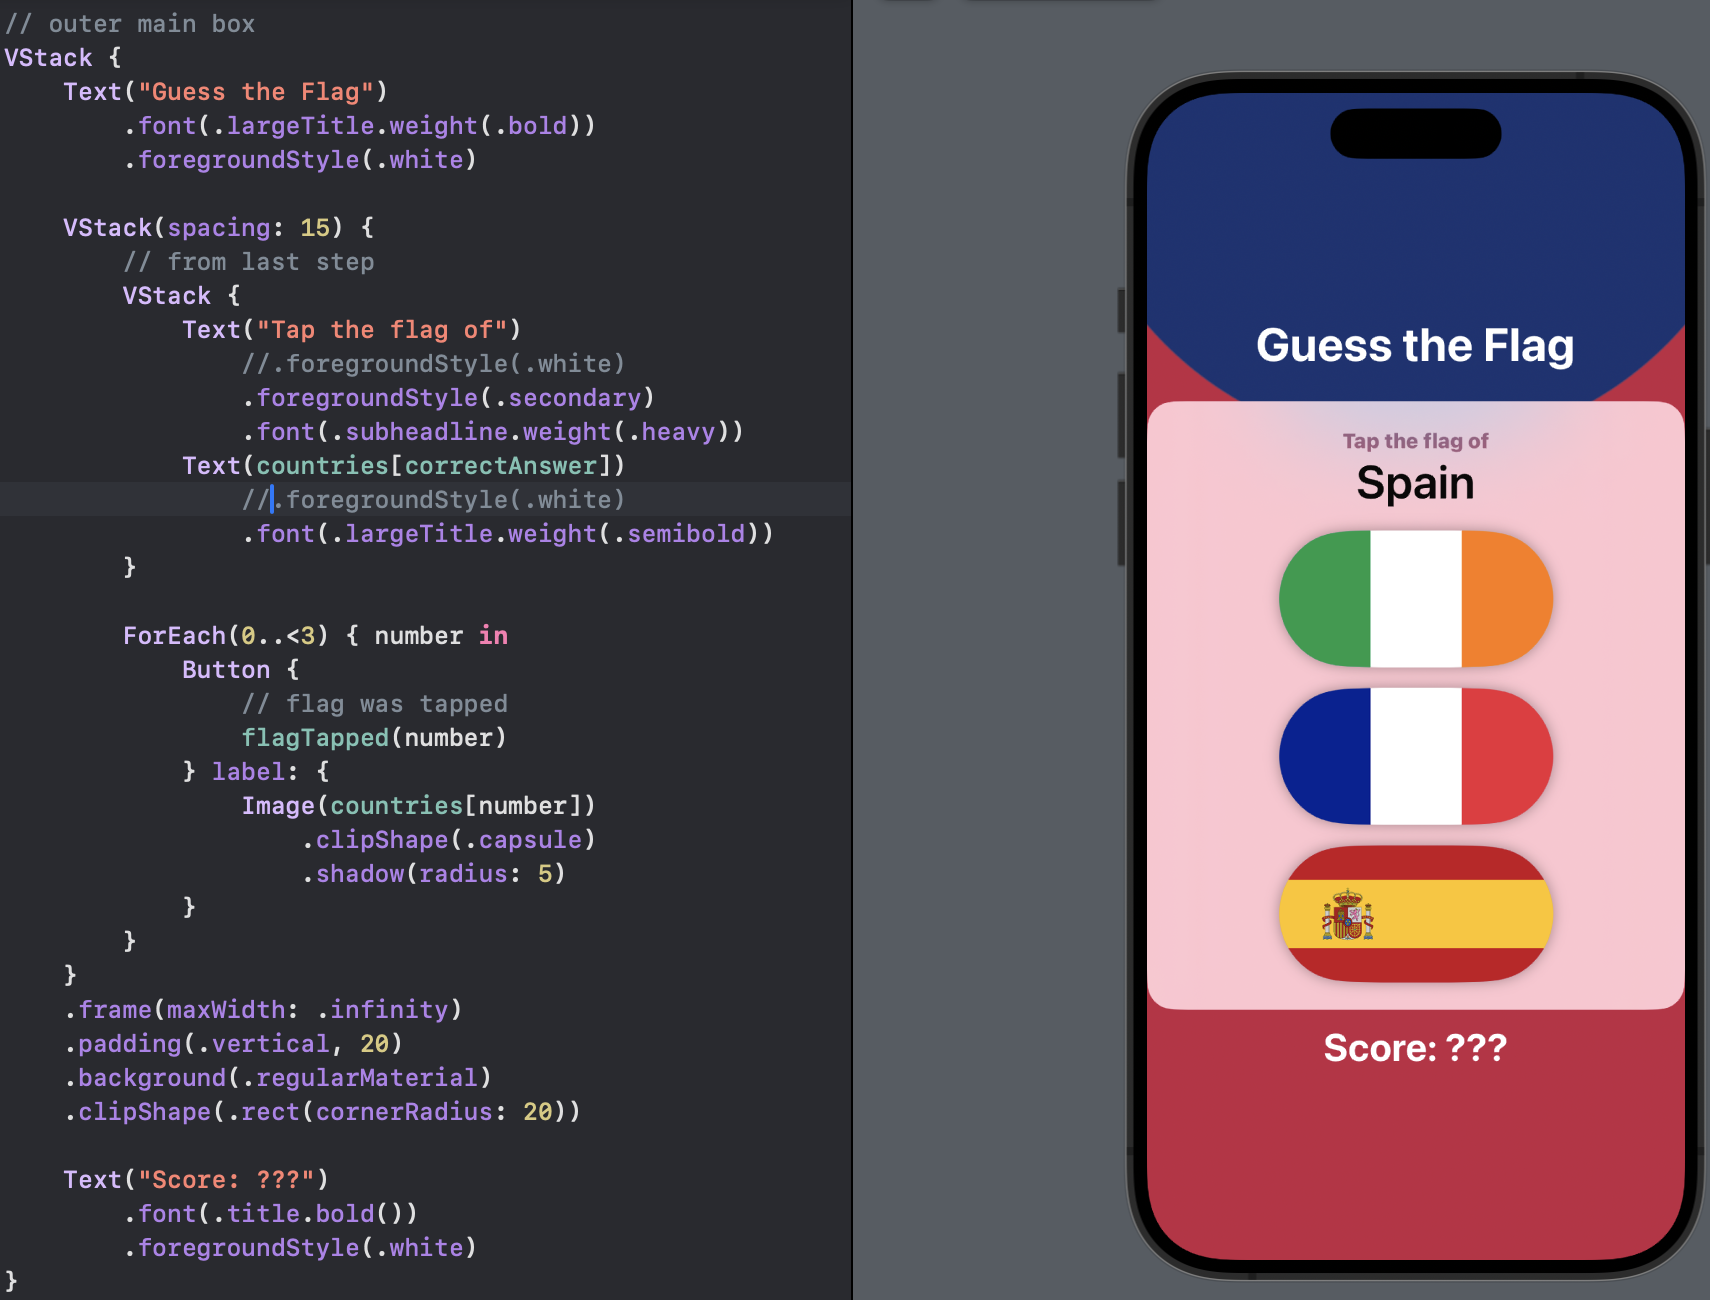 // outer main box
VStack {
    Text("Guess the Flag")
        .font(.largeTitle.weight(.bold))
        .foregroundStyle(.white)
    VStack(spacing: 15) {
        // from last step
        VStack {
            Text("Tap the flag of")
                //.foregroundStyle(.white)
                .foregroundStyle(.secondary)
                .font(.subheadline.weight(.heavy))
            Text(countries[correctAnswer])
                //.foregroundStyle(.white)
                .font(.largeTitle.weight(.semibold))
        }
        ForEach(0..<3) { number in
            Button {
                // flag was tapped
                flagTapped(number)
            } label: {
                Image(countries[number])
                    .clipShape(.capsule)
                    .shadow(radius: 5)
            }
        }
    }
    .frame(maxWidth: .infinity)
    .padding(.vertical, 20)
    .background(.regularMaterial)
    .clipShape(.rect(cornerRadius: 20))
    Text("Score: ???")
        .font(.title.bold())
        .foregroundStyle(.white)
}
Guess the Flag
Tap the flag of
Spain
Score: ???